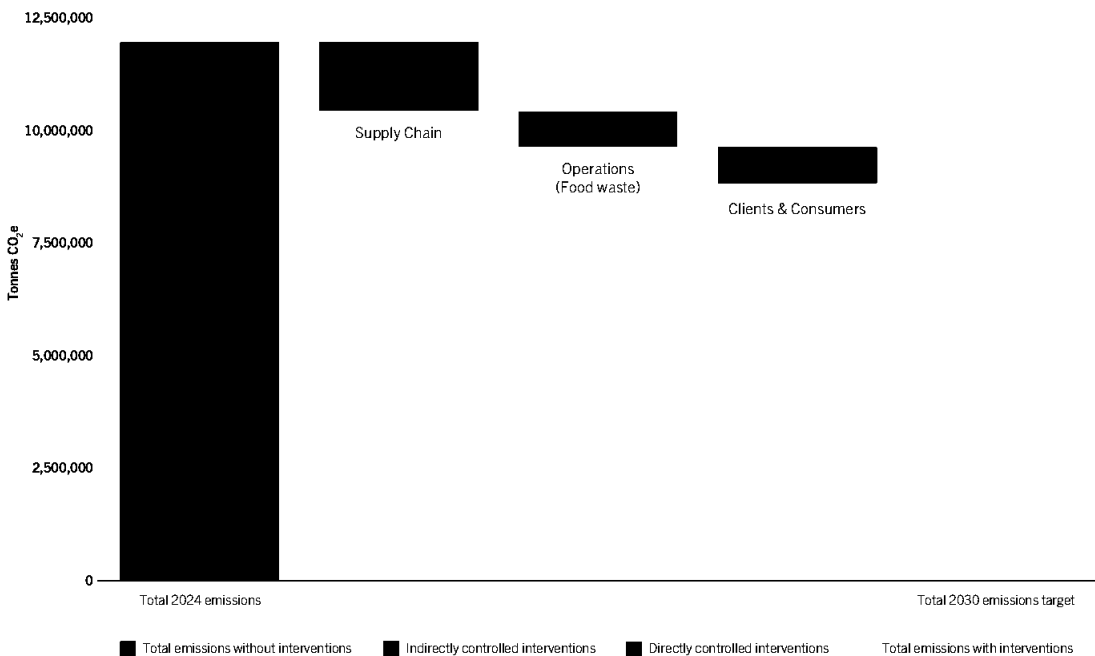 12,500,000
10,000,000
7,500,000
5,000,000
2,500,000
0
Tonnes CO₂e
Supply Chain
Operations
(Food waste)
Clients & Consumers
Total 2024 emissions
Total 2030 emissions target
Total emissions without interventions
Indirectly controlled interventions
Directly controlled interventions
Total emissions with interventions